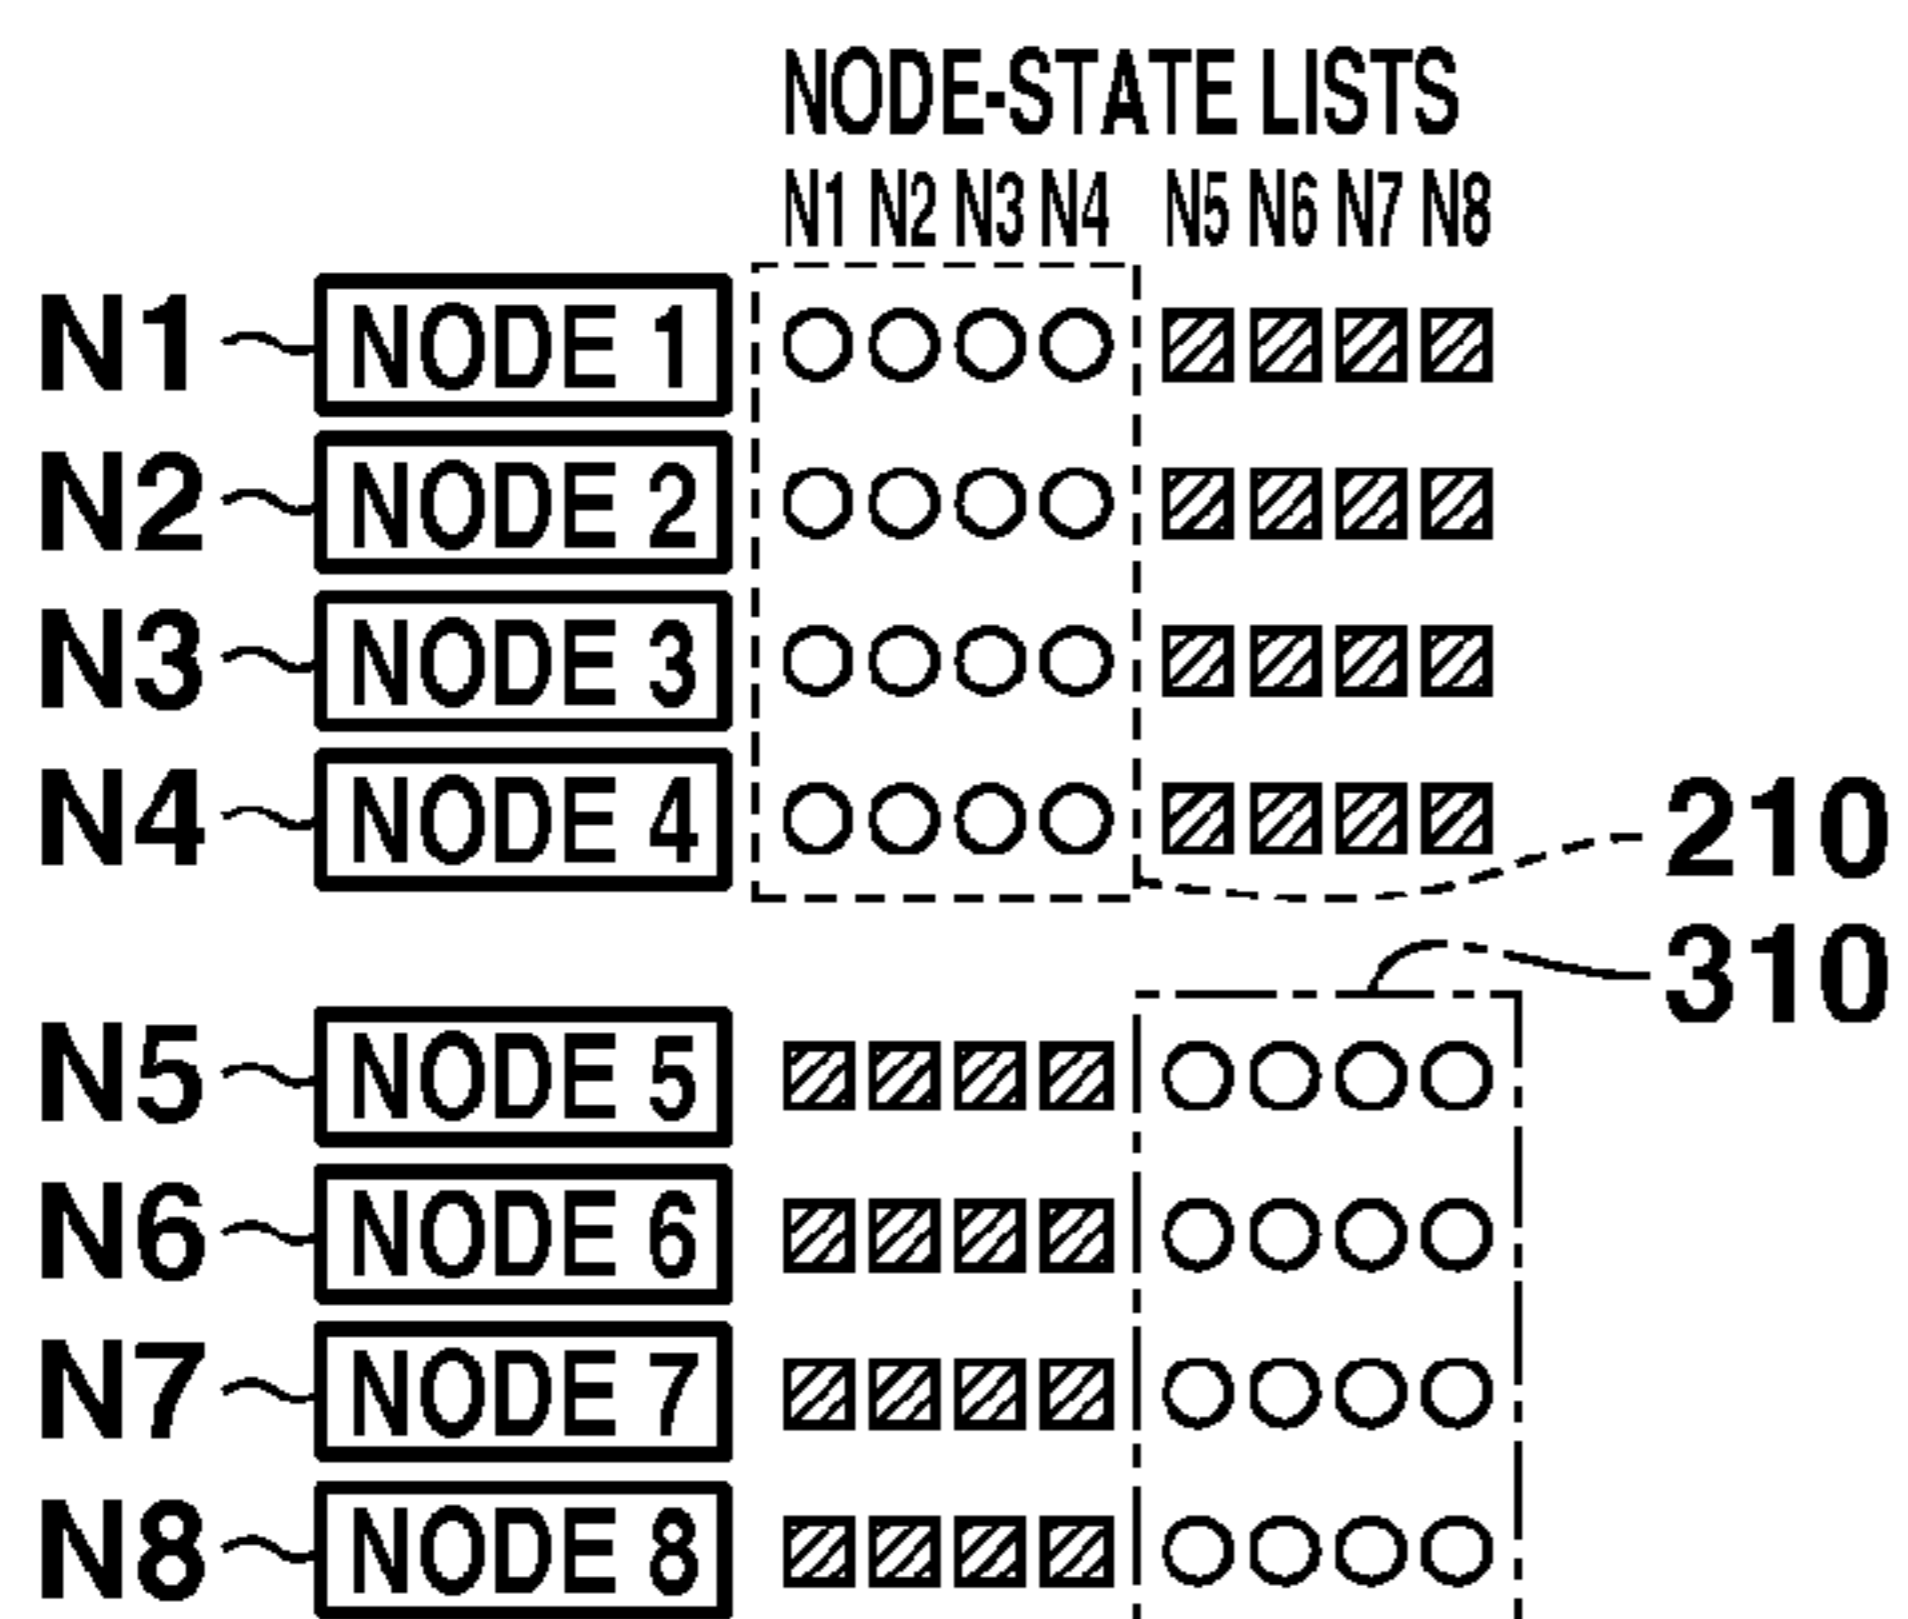 NODE-STATE LISTS
N1 N2 N3 N4 N5 N6 N7 N8
N1 NODE 1
N2 NODE 2
N3 NODE 3
N4 NODE 4
210
310
N5 NODE 5
N6 NODE 6
N7 NODE 7
N8 NODE 8